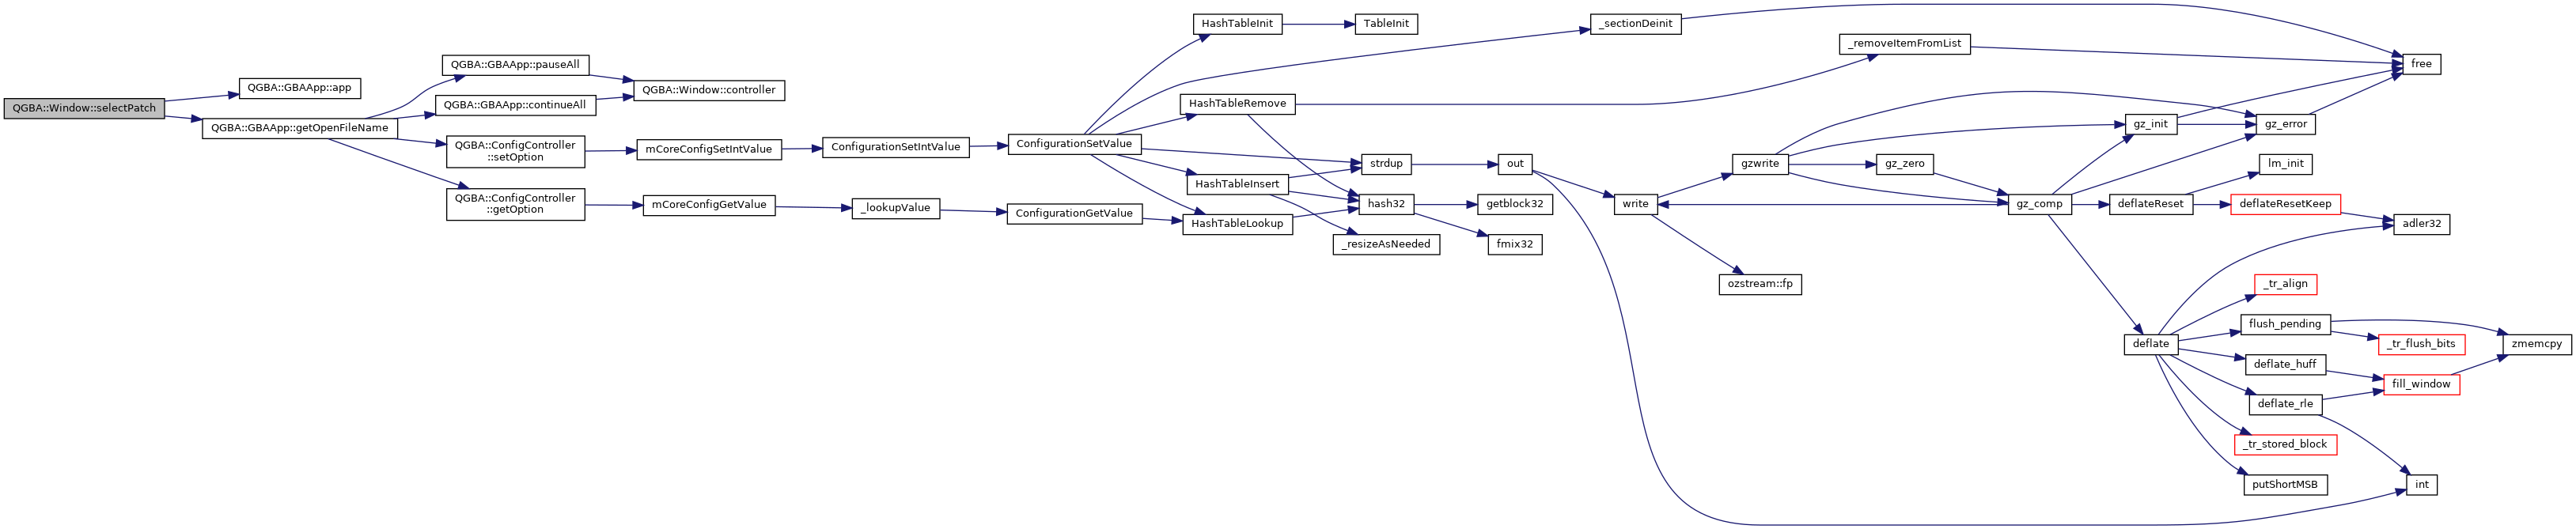 QGBA::Window::selectPatch
QGBA::GBAApp::app
QGBA::GBAApp::getOpenFileName
QGBA::GBAApp::pauseAll
QGBA::GBAApp::continueAll
QGBA::Window::controller
QGBA::ConfigController
::setOption
QGBA::ConfigController
::getOption
mCoreConfigSetIntValue
mCoreConfigGetValue
ConfigurationSetIntValue
_lookupValue
ConfigurationSetValue
ConfigurationGetValue
HashTableInit
TableInit
HashTableRemove
HashTableInsert
HashTableLookup
strdup
hash32
_resizeAsNeeded
out
getblock32
fmix32
_sectionDeinit
write
ozstream::fp
gzwrite
_removeItemFromList
gz_zero
gz_comp
gz_init
deflateReset
deflate
free
gz_error
lm_init
deflateResetKeep
adler32
_tr_align
flush_pending
_tr_flush_bits
zmemcpy
deflate_huff
fill_window
deflate_rle
_tr_stored_block
putShortMSB
int